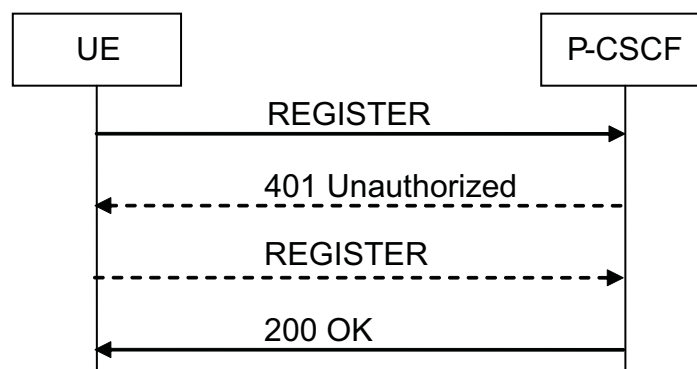 UE
P-CSCF
REGISTER
401 Unauthorized
REGISTER
200 OK